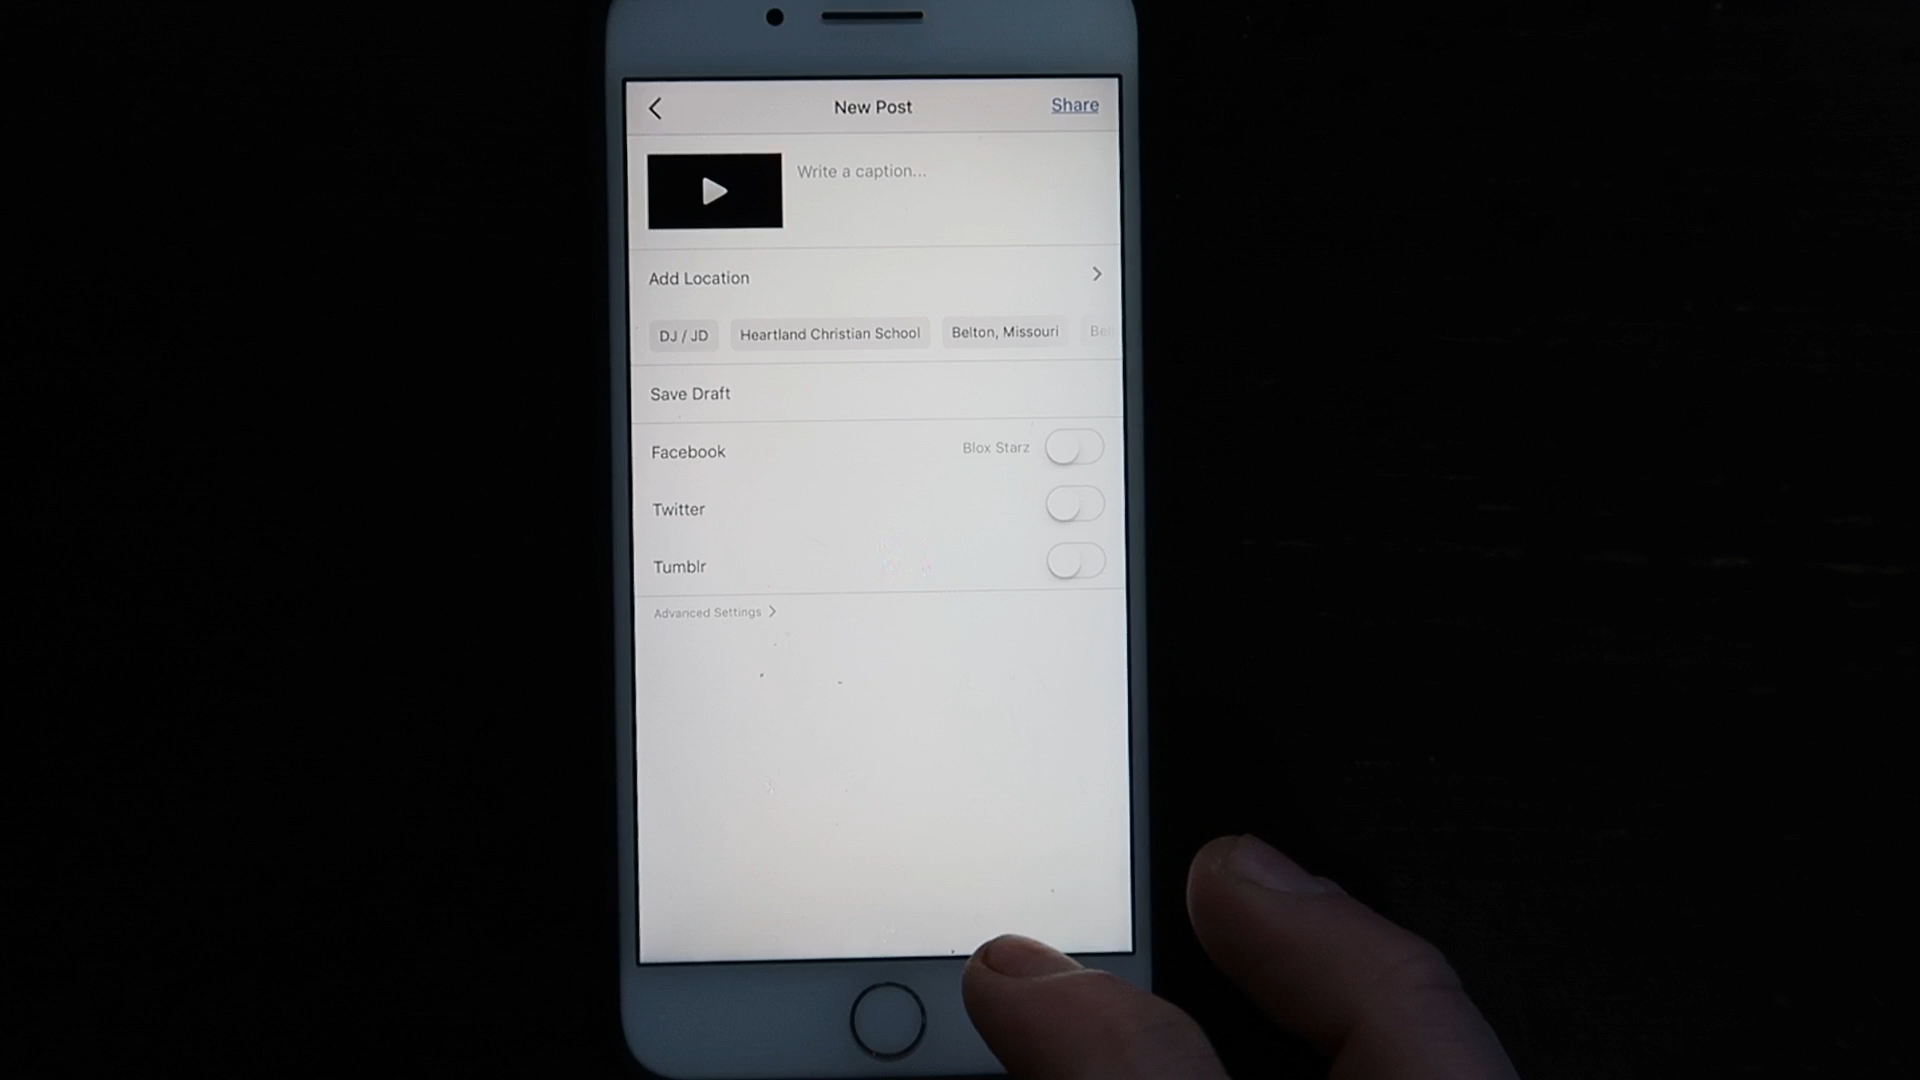 New Post
Share
Write a caption...
Add Location
DJ / JD
Heartland Christian School
Belton, Missouri
Save Draft
Facebook
Blox Starz
Twitter
Tumblr
Advanced Settings